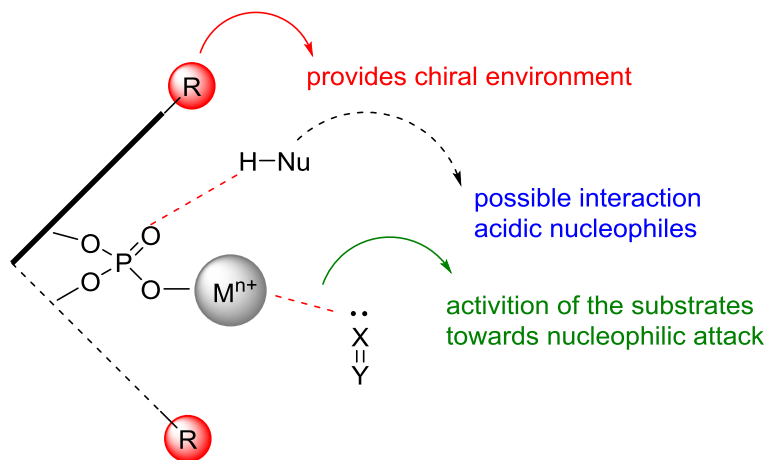 R
provides chiral environment
H–Nu
possible interaction
acidic nucleophiles
O
O
P
O
O
Mn+
activition of the substrates
towards nucleophilic attack
X
Y
R